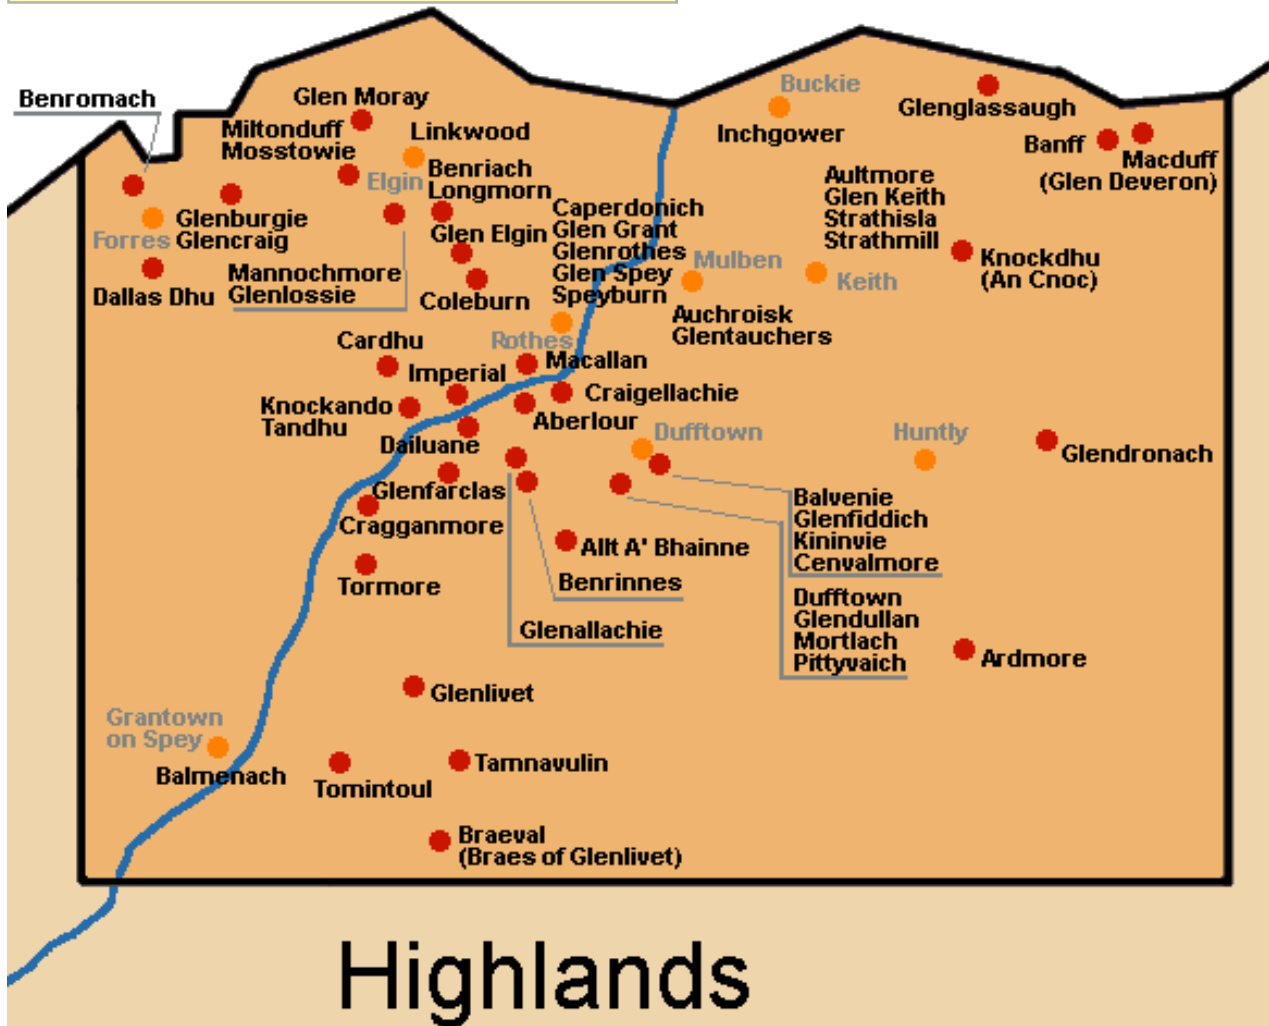 Benromach
Glen Moray
Miltonduff
Mosstowie
Linkwood
Elgin
Benriach
Longmorn
Buckie
Inchgower
Glenglassaugh
Banff
Macduff
(Glen Deveron)
Forres
Glenburgie
Glencraig
Dallas Dhu
Mannochmore
Glenlossie
Glen Elgin
Coleburn
Caperdonich
Glen Grant
Glenrothes
Glen Spey
Speyburn
Rothes
Mulben
Auchroisk
Glentauchers
Aultmore
Glen Keith
Strathisla
Strathmill
Keith
Knockdhu
(An Cnoc)
Cardhu
Imperial
Macallan
Craigellachie
Knockando
Tandhu
Aberlour
Dailuane
Dufftown
Huntly
Glendronach
Glenfarclas
Cragganmore
Balvenie
Glenfiddich
Kininvie
Cenvalmore
Allt A' Bhainne
Benrinnes
Tormore
Glenallachie
Dufftown
Glendullan
Mortlach
Pittyvaich
Ardmore
Glenlivet
Grantown
on Spey
Balmenach
Tomintoul
Tamnavulin
Braeval
(Braes of Glenlivet)
Highlands